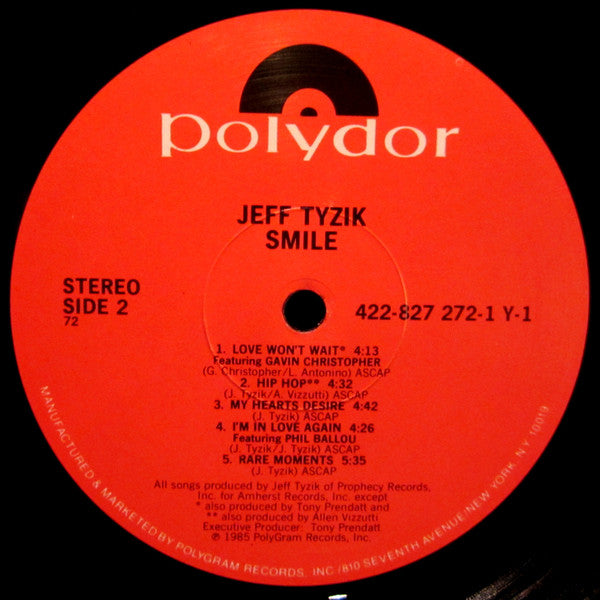 polydor
JEFF TYZIK
SMILE
STEREO
SIDE 2
72
422-827 272-1 Y-1
1. LOVE WON'T WAIT* 4:13
Featuring GAVIN CHRISTOPHER
(G. Christopher/L. Antonino) ASCAP
2. HIP HOP** 4:32
(J. Tyzik/A. Vizzutti) ASCAP
3. MY HEARTS DESIRE 4:42
(J. Tyzik) ASCAP
4. I'M IN LOVE AGAIN 4:26
Featuring PHIL BALLOU
(J. Tyzik/J. Tyzik) ASCAP
5. RARE MOMENTS 5:35
(J. Tyzik) ASCAP
All songs produced by Jeff Tyzik of Prophecy Records,
Inc. for Amherst Records, Inc. except
* also produced by Tony Prendatt and
** also produced by Allen Vizzutti
Executive Producer: Tony Prendatt
℗ 1985 PolyGram Records, Inc.
MANUFACTURED & MARKETED BY POLYGRAM RECORDS, INC /810 SEVENTH AVENUE/NEW YORK, NY 10019